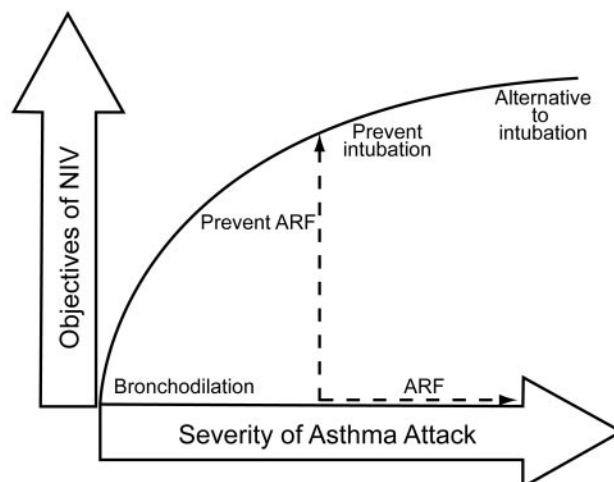 Objectives of NIV
Alternative
to
intubation
Prevent
intubation
Prevent ARF
Bronchodilation
ARF
Severity of Asthma Attack